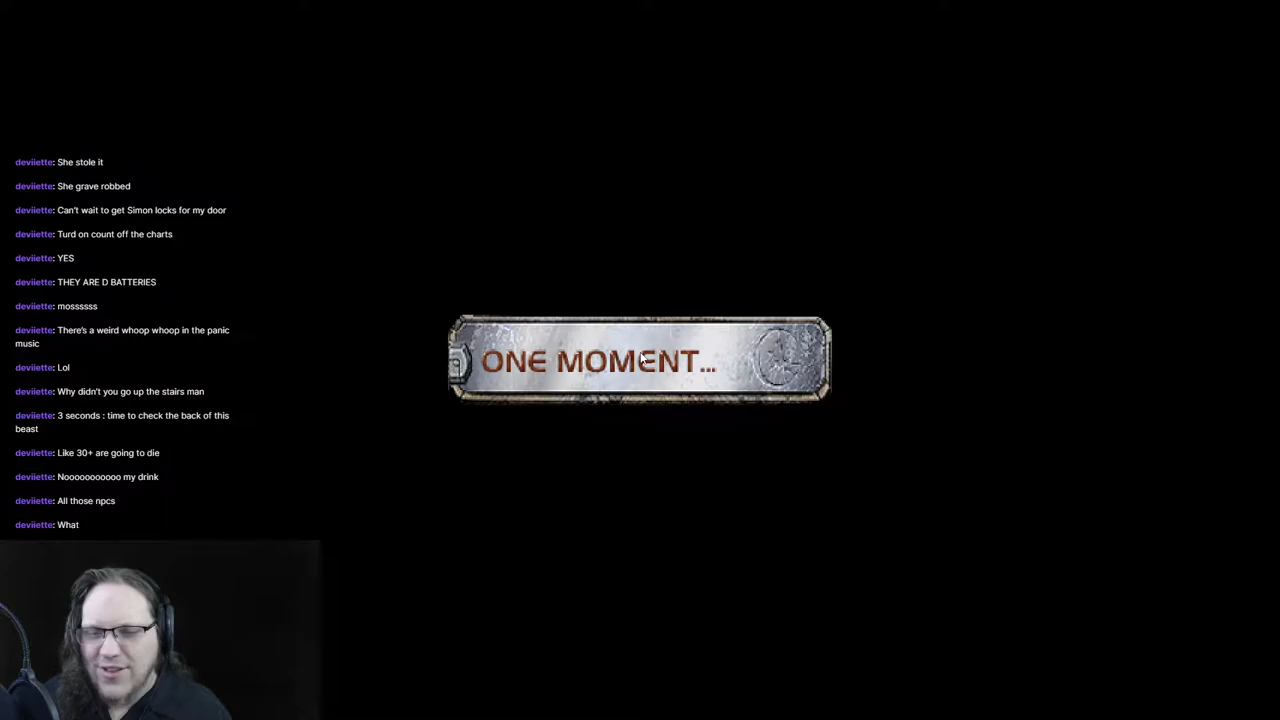 deviiette: She stole it
deviiette: She grave robbed
deviiette: Can't wait to get Simon locks for my door
deviiette: Turd on count off the charts
deviiette: YES
deviiette: THEY ARE D BATTERIES
deviiette: mossssss
deviiette: There's a weird whoop whoop in the panic
music
deviiette: Lol
deviiette: Why didn't you go up the stairs man
deviiette: 3 seconds : time to check the back of this
beast
deviiette: Like 30+ are going to die
deviiette: Nooooooooooo my drink
deviiette: All those npcs
deviiette: What
ONE MOMENT...